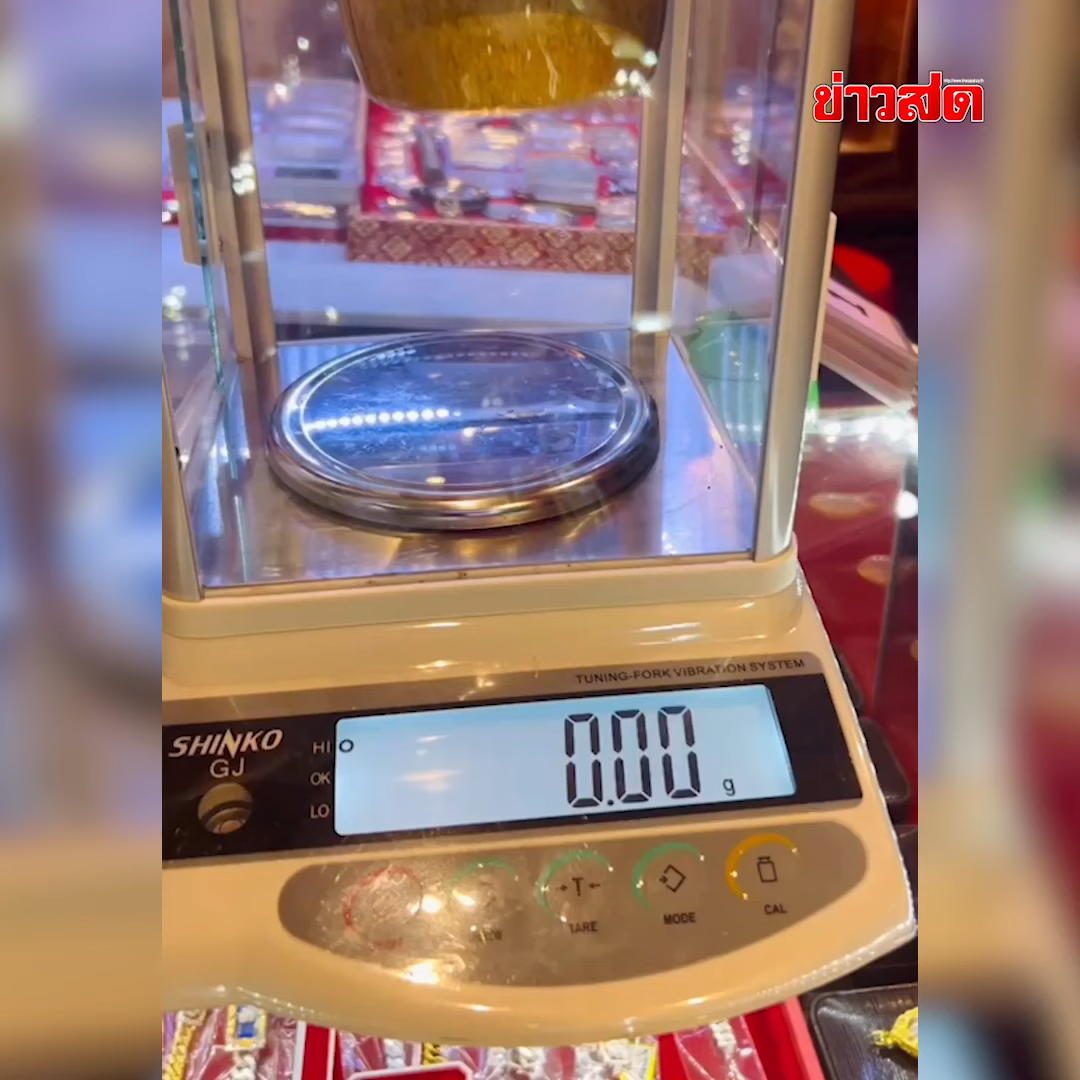 ข่าวสด
TUNING-FORK VIBRATION SYSTEM
SHINKO
GJ
HI
OK
LO
0.00 g
TARE
MODE
CAL